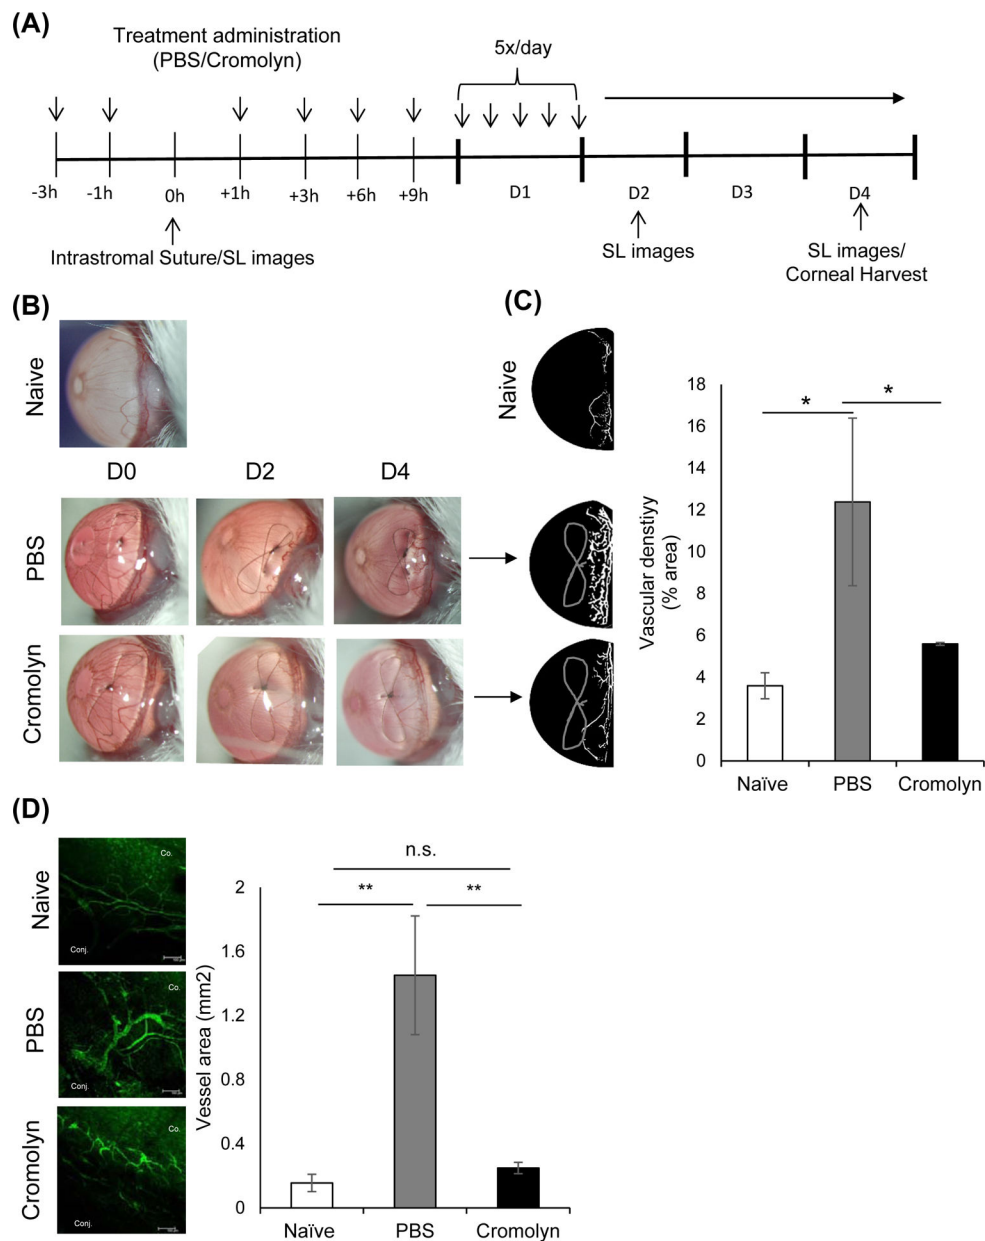 (A)
Treatment administration
(PBS/Cromolyn)
5x/day
-3h -1h 0h +1h +3h +6h +9h D1 D2 D3 D4
Intrastromal Suture/SL images
SL images
SL images/
Corneal Harvest
(B)
Naive
D0 D2 D4
PBS
Cromolyn
(C)
Naive
Vascular denstiyy
(% area)
18
16
14
12
10
8
6
4
2
0
* *
Naïve PBS Cromolyn
(D)
Naive
Co.
Conj.
PBS
Co.
Conj.
Cromolyn
Co.
Conj.
Vessel area (mm2)
2
1.6
1.2
0.8
0.4
0
n.s.
** **
Naïve PBS Cromolyn